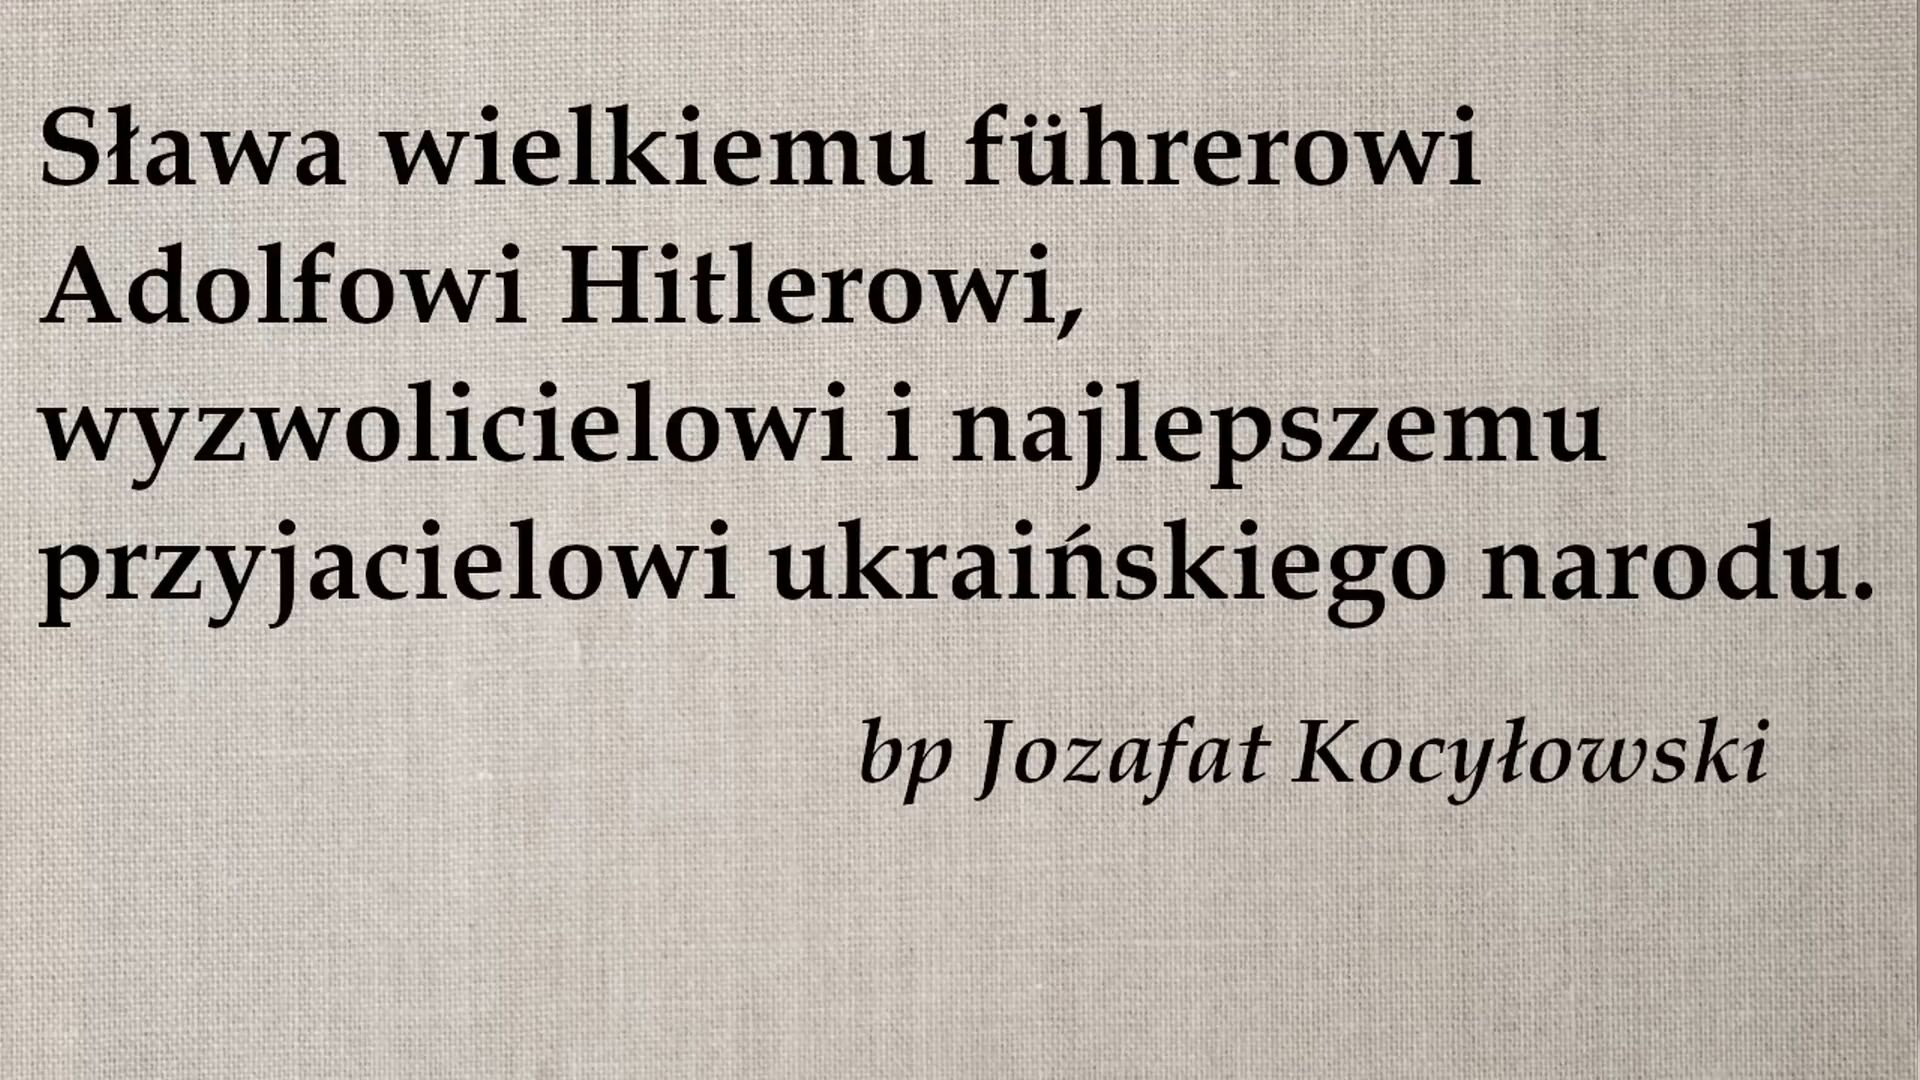 Sława wielkiemu führerowi
Adolfowi Hitlerowi,
wyzwolicielowi i najlepszemu
przyjacielowi ukraińskiego narodu.
bp Jozafat Kocyłowski